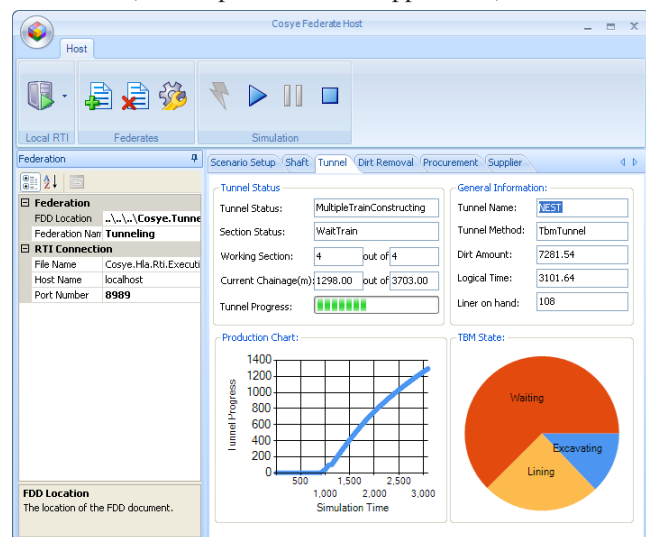 Cosye Federate Host
Host
Local RTI
Federates
Simulation
Federation
Federation
FDD Location ..\..\..\Cosye.Tunne
Federation Nam Tunneling
RTI Connection
File Name Cosye.Hla.Rti.Executi
Host Name localhost
Port Number 8989
FDD Location
The location of the FDD document.
Scenario Setup Shaft Tunnel Dirt Removal Procurement Supplier
Tunnel Status
Tunnel Status: MultipleTrainConstructing
Section Status: WaitTrain
Working Section: 4 out of 4
Current Chainage(m): 1298.00 out of 3703.00
Tunnel Progress:
General Information:
Tunnel Name: NEST
Tunnel Method: TbmTunnel
Dirt Amount: 7281.54
Logical Time: 3101.64
Liner on hand: 108
Production Chart:
Tunnel Progress
1400
1200
1000
800
600
400
200
0
500 1,500 2,500
1,000 2,000 3,000
Simulation Time
TBM State:
Waiting
Excavating
Lining